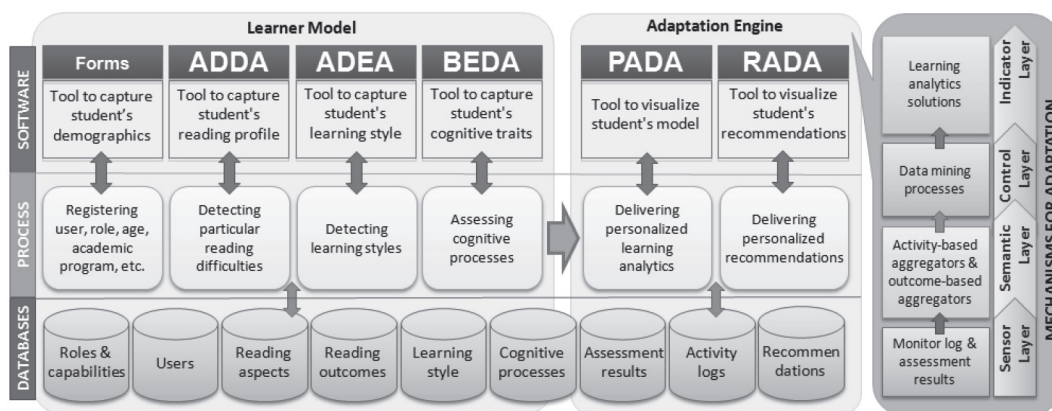 Learner Model
Adaptation Engine
SOFTWARE
Forms
Tool to capture
student's
demographics
ADDA
Tool to capture
student's
reading profile
ADEA
Tool to capture
student's
learning style
BEDA
Tool to capture
student's
cognitive traits
PADA
Tool to visualize
student's model
RADA
Tool to visualize
student's
recommendations
PROCESS
Registering
user, role, age,
academic
program, etc.
Detecting
particular
reading
difficulties
Detecting
learning styles
Assessing
cognitive
processes
Delivering
personalized
learning
analytics
Delivering
personalized
recommendations
DATABASES
Roles &
capabilities
Users
Reading
aspects
Reading
outcomes
Learning
style
Cognitive
processes
Assessment
results
Activity
logs
Recommen
dations
Learning
analytics
solutions
Indicator
Layer
Data mining
processes
Control
Layer
Activity-based
aggregators &
outcome-based
aggregators
Semantic
Layer
Monitor log &
assessment
results
Sensor
Layer
MECHANISMS FOR ADAPTATION